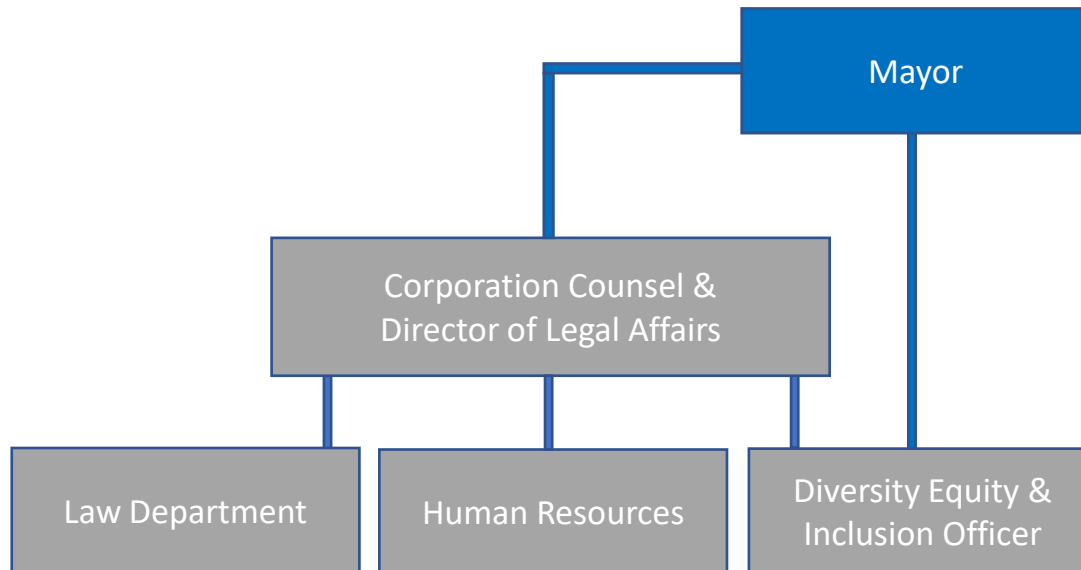 Mayor
Corporation Counsel &
Director of Legal Affairs
Law Department
Human Resources
Diversity Equity &
Inclusion Officer